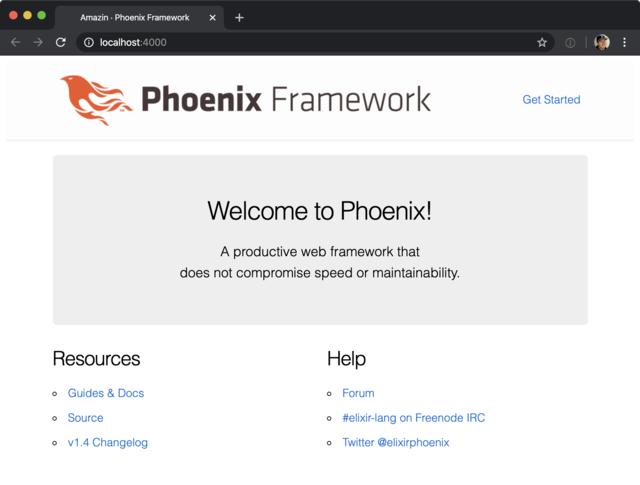 Amazin · Phoenix Framework
localhost:4000
Phoenix Framework
Get Started
Welcome to Phoenix!
A productive web framework that
does not compromise speed or maintainability.
Resources
Guides & Docs
Source
v1.4 Changelog
Help
Forum
#elixir-lang on Freenode IRC
Twitter @elixirphoenix